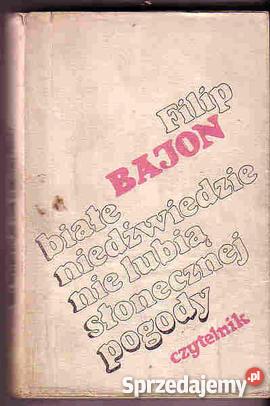 Filip
BAJON
białe
niedźwiedzie
nie lubią
słonecznej
pogody
czytelnik
Sprzedajemy.pl